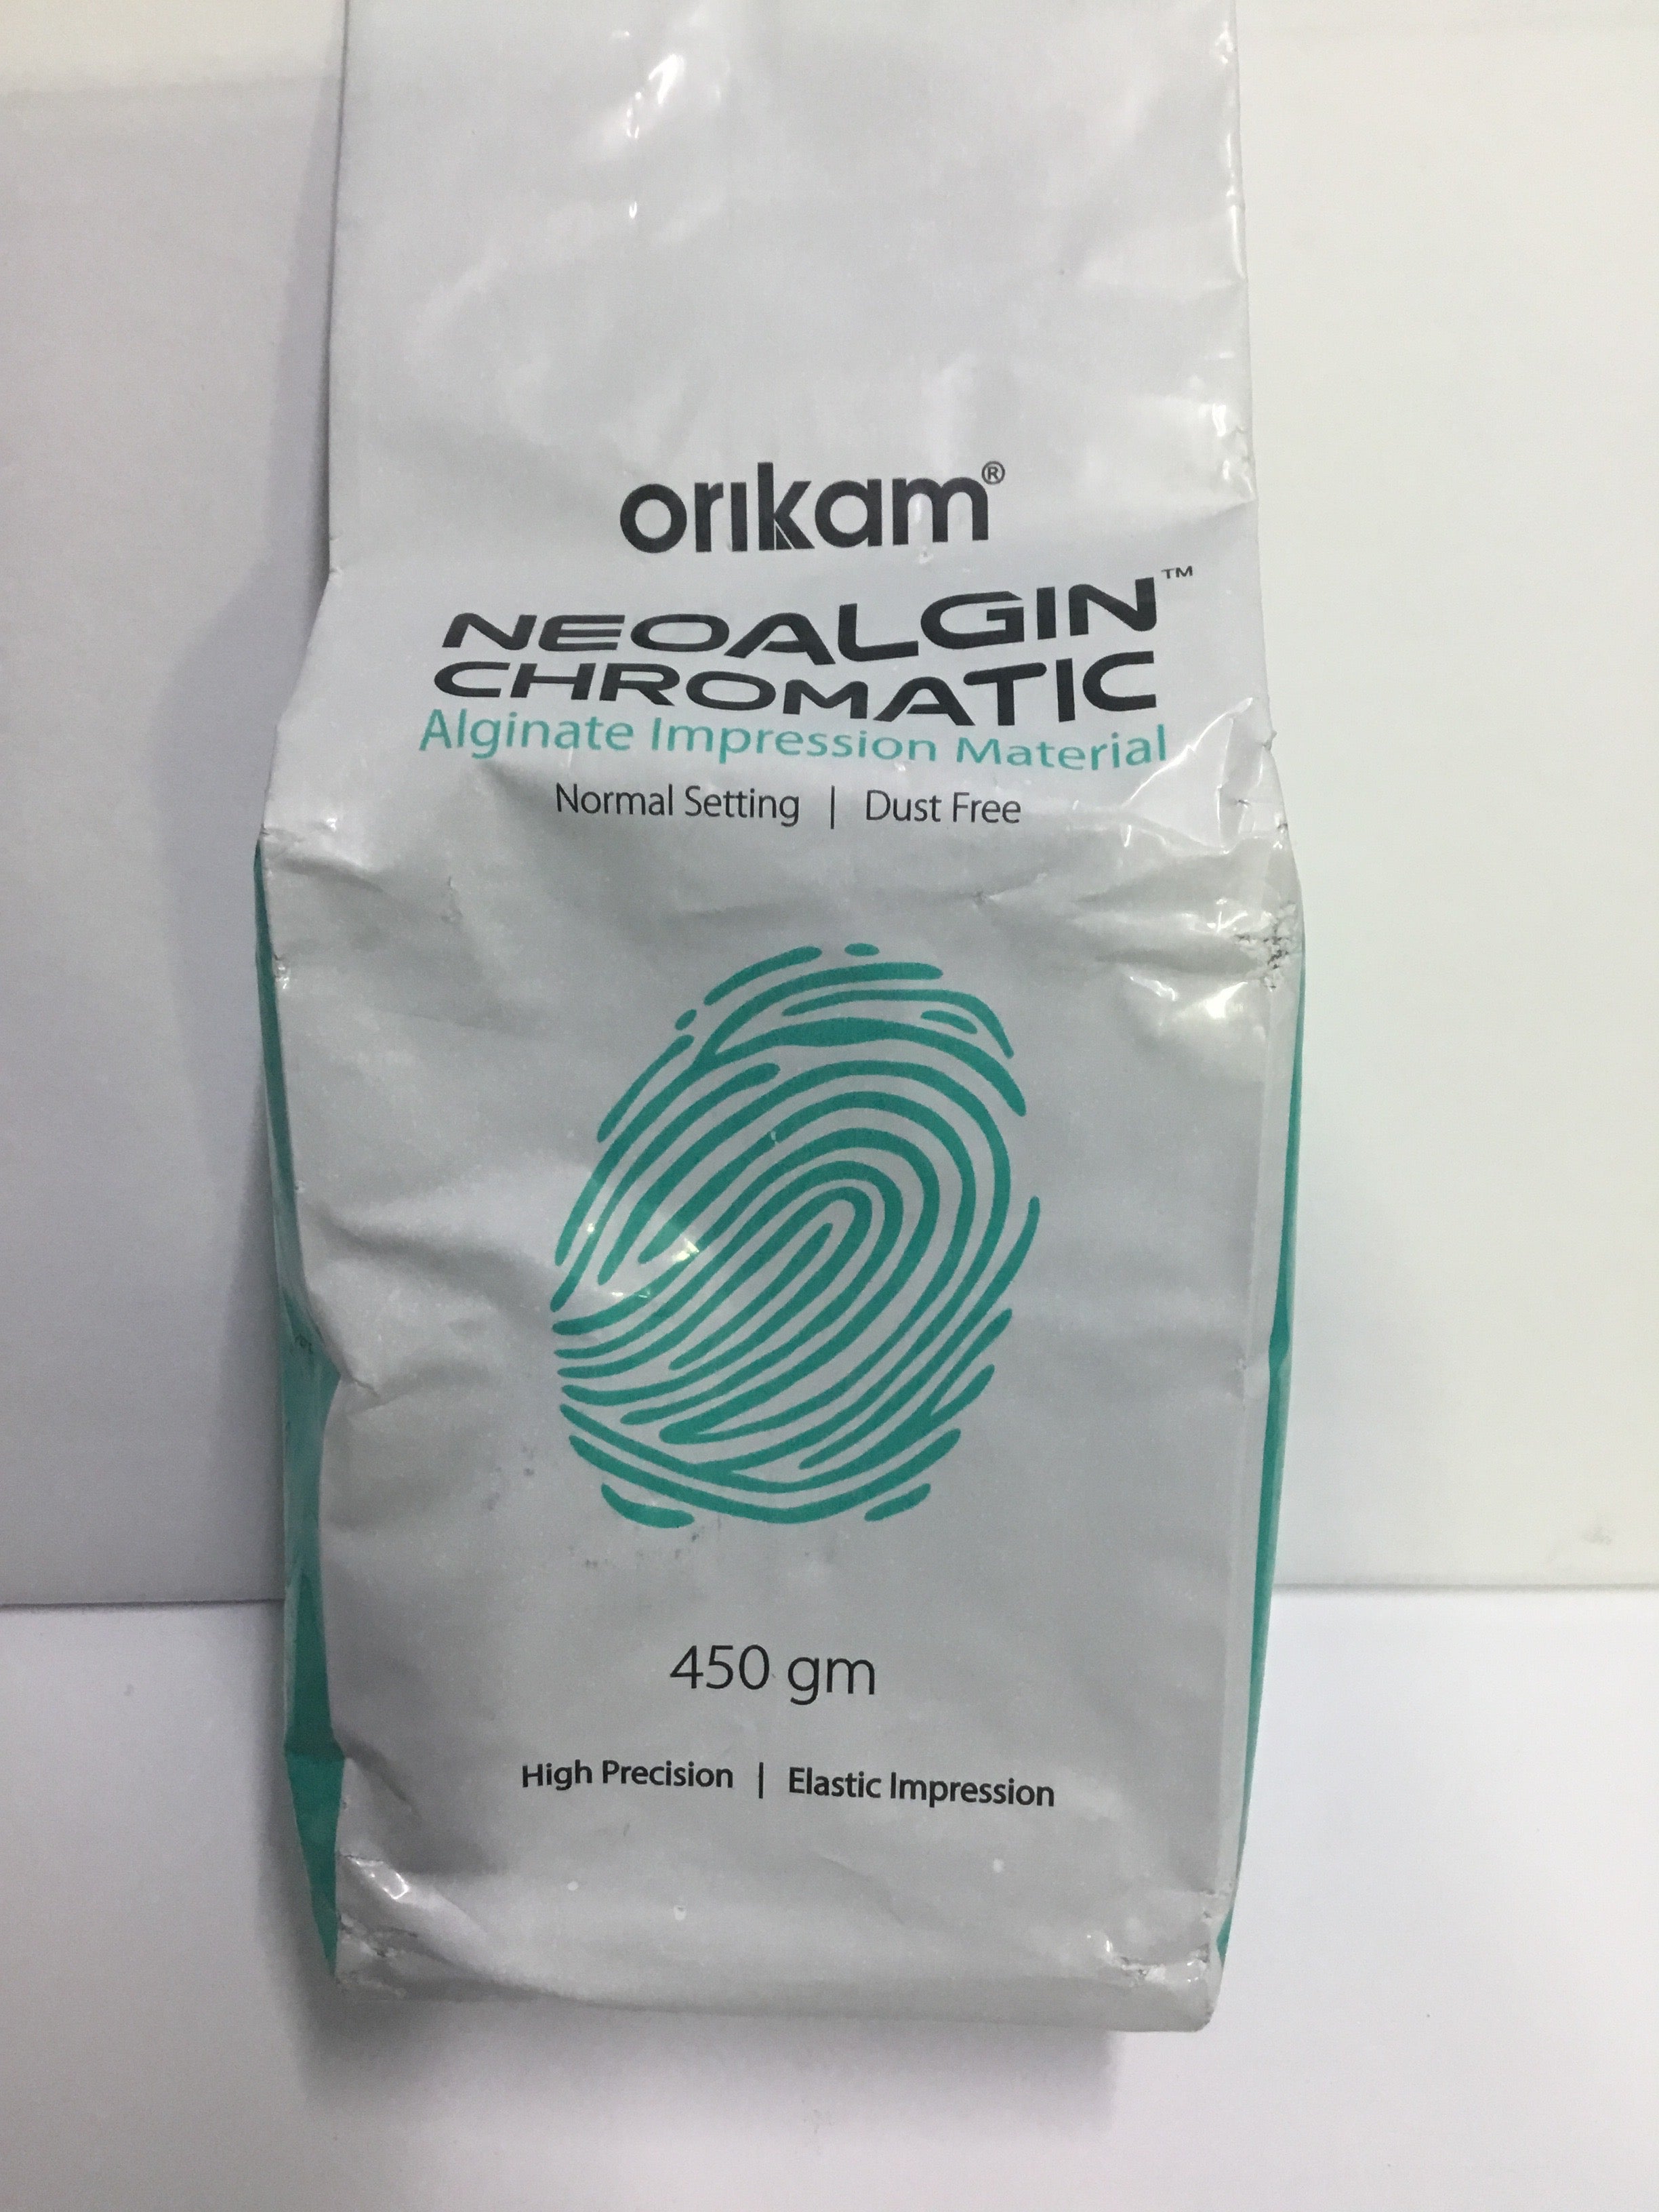 orikam®
NEOALGIN™
CHROMATIC
Alginate Impression Material
Normal Setting | Dust Free
450 gm
High Precision | Elastic Impression